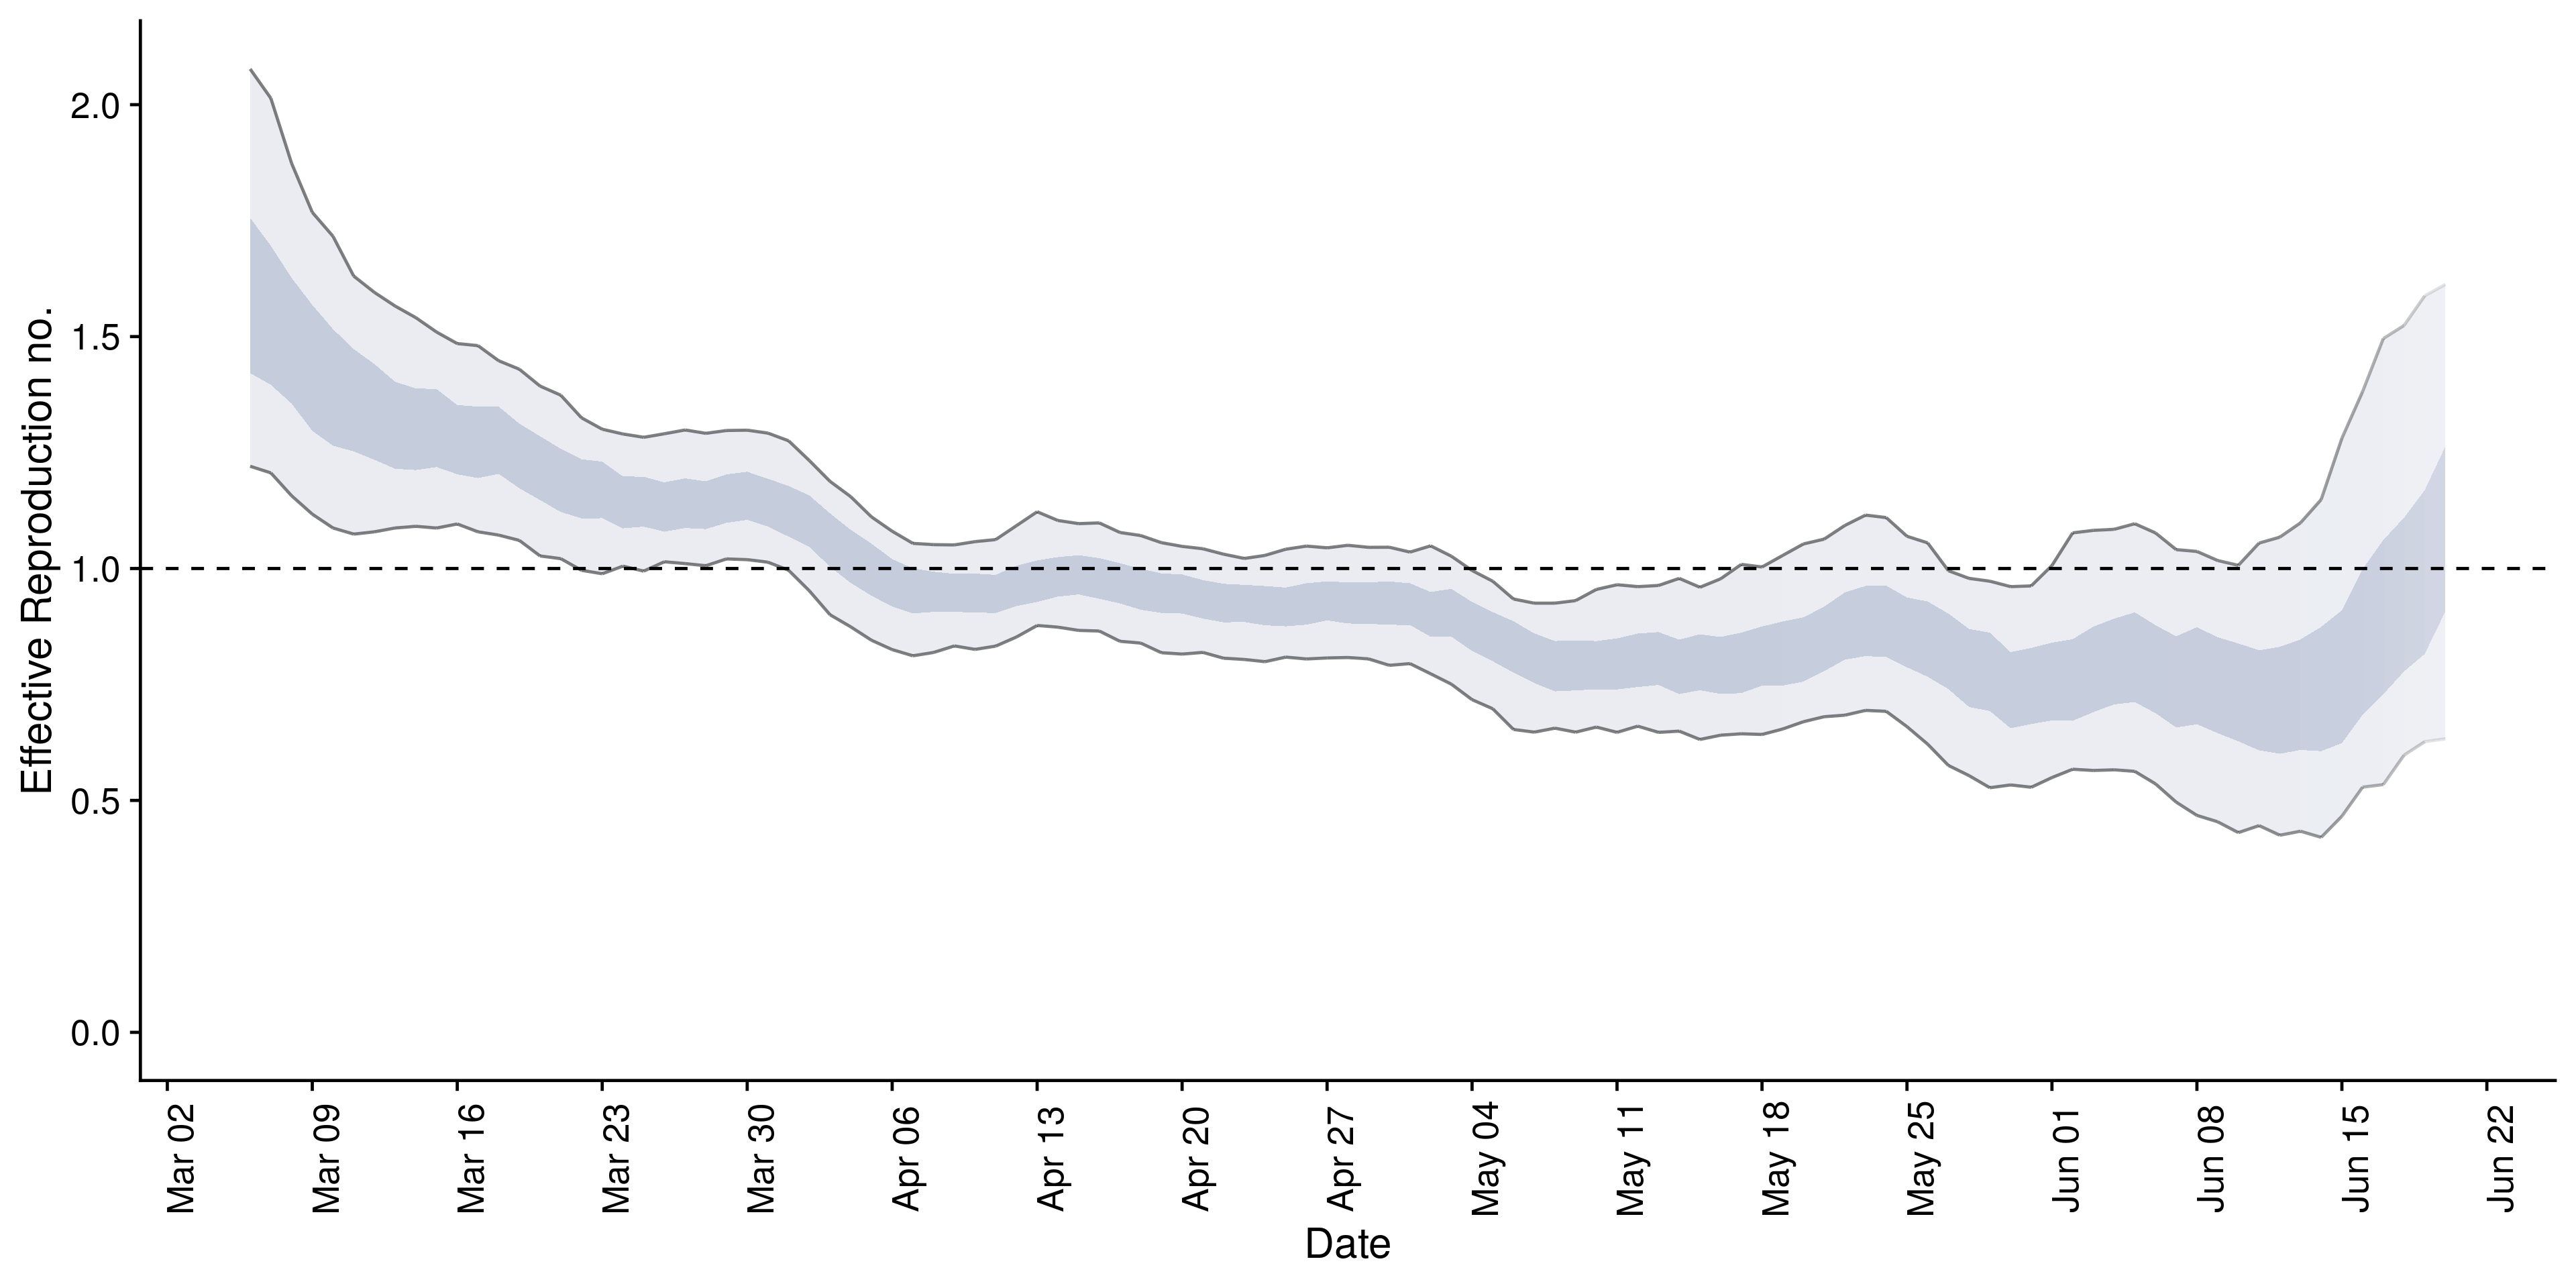 Effective Reproduction no.
2.0
1.5
1.0
0.5
0.0
Mar 02
Mar 09
Mar 16
Mar 23
Mar 30
Apr 06
Apr 13
Apr 20
Apr 27
May 04
May 11
May 18
May 25
Jun 01
Jun 08
Jun 15
Jun 22
Date